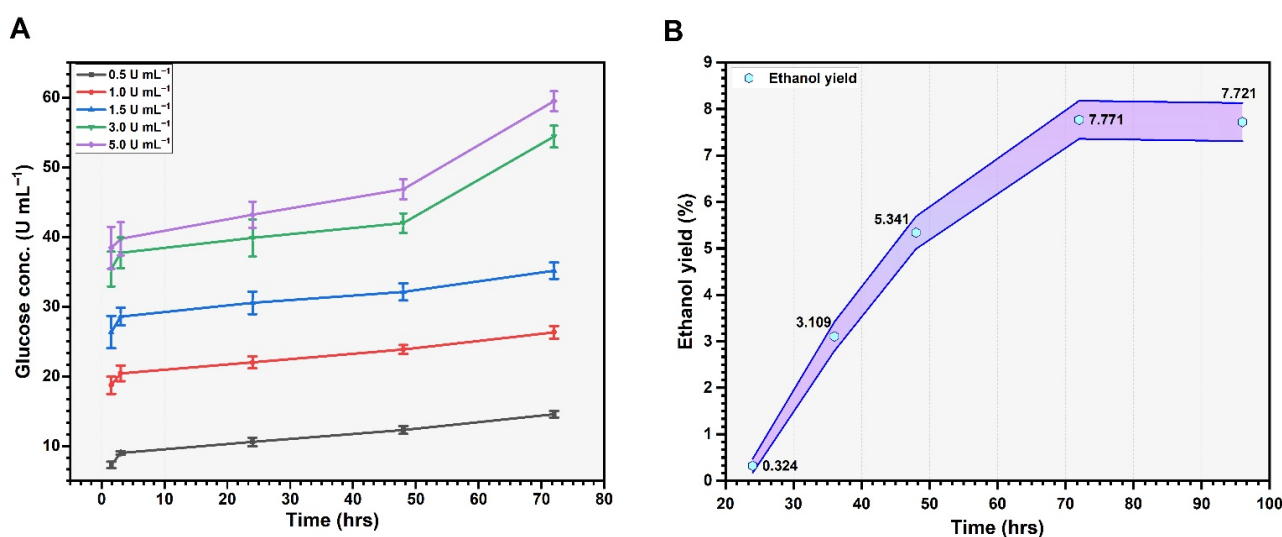 A
0.5 U mL⁻¹
1.0 U mL⁻¹
1.5 U mL⁻¹
3.0 U mL⁻¹
5.0 U mL⁻¹
Glucose conc. (U mL⁻¹)
60
50
40
30
20
10
0 10 20 30 40 50 60 70 80
Time (hrs)
B
Ethanol yield
Ethanol yield (%)
9
8
7
6
5
4
3
2
1
0
0.324
3.109
5.341
7.771
7.721
20 30 40 50 60 70 80 90 100
Time (hrs)